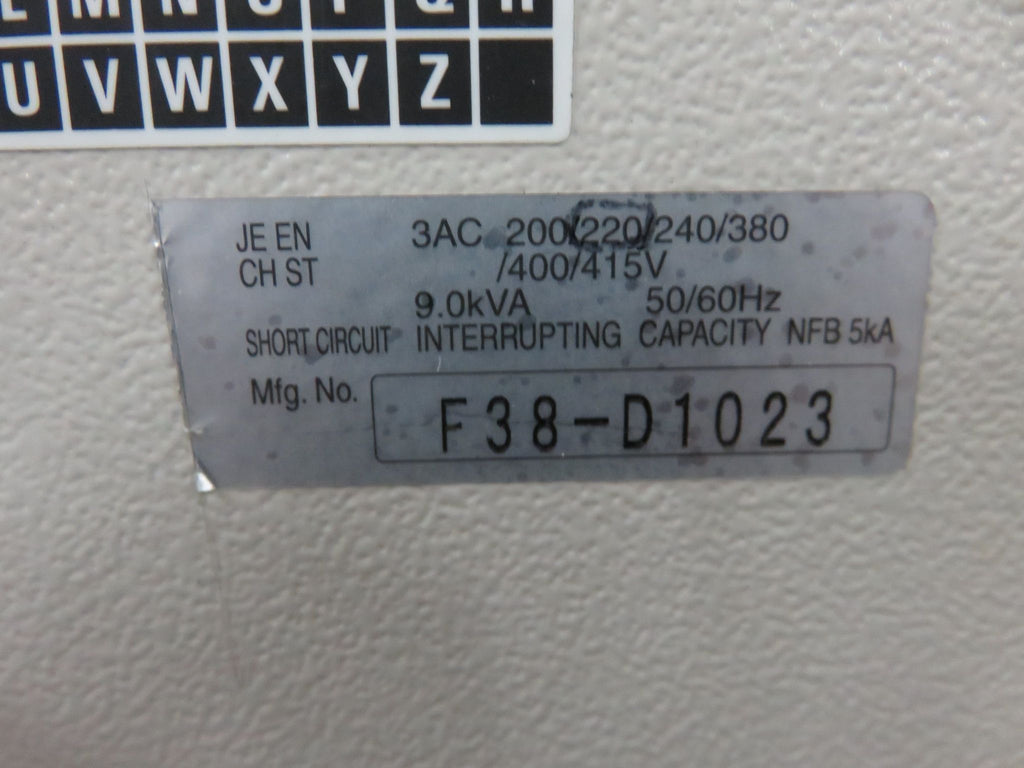 L M N O P Q R
U V W X Y Z
JE EN 3AC 200/220/240/380
CH ST /400/415V
9.0kVA 50/60Hz
SHORT CIRCUIT INTERRUPTING CAPACITY NFB 5kA
Mfg. No. F38-D1023